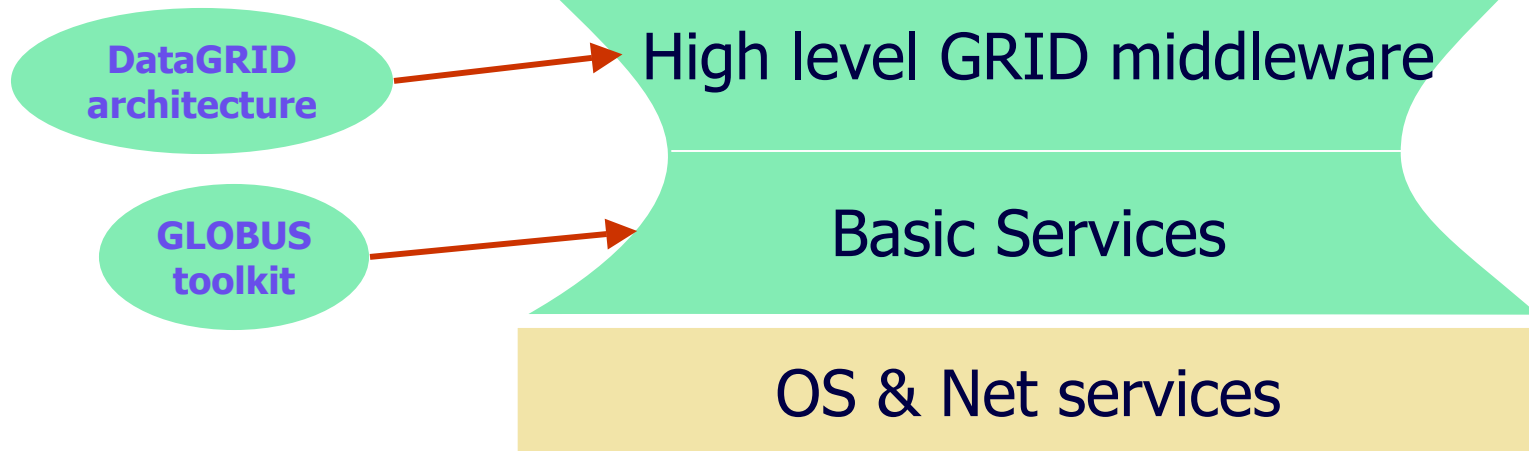 DataGRID
architecture
High level GRID middleware
GLOBUS
toolkit
Basic Services
OS & Net services